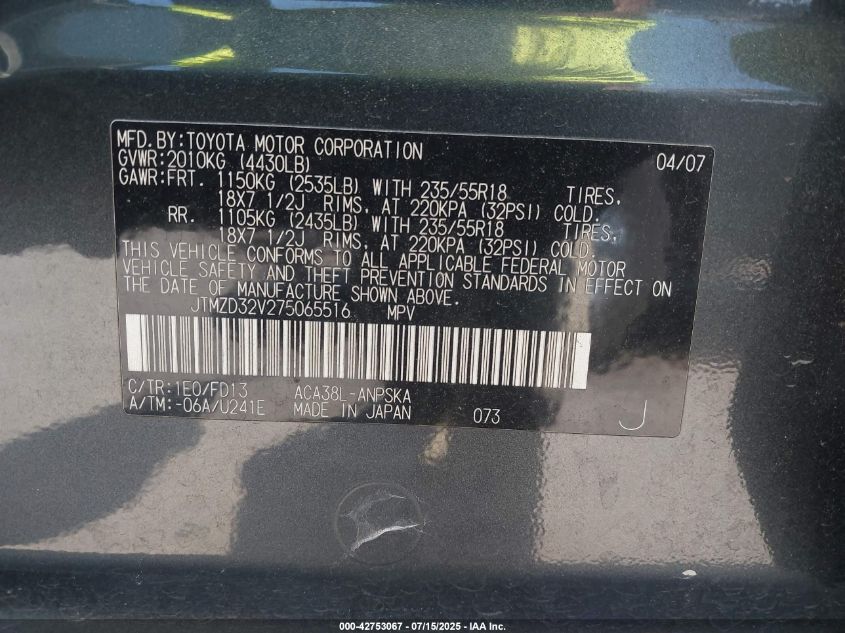 MFD.BY:TOYOTA MOTOR CORPORATION 04/07
GVWR:2010KG (4430LB)
GAWR:FRT. 1150KG (2535LB) WITH 235/55R18 TIRES,
18X7 1/2J RIMS, AT 220KPA (32PSI) COLD.
RR. 1105KG (2435LB) WITH 235/55R18 TIRES,
18X7 1/2J RIMS, AT 220KPA (32PSI) COLD.
THIS VEHICLE CONFORMS TO ALL APPLICABLE FEDERAL MOTOR
VEHICLE SAFETY AND THEFT PREVENTION STANDARDS IN EFFECT ON
THE DATE OF MANUFACTURE SHOWN ABOVE.
JTMZD32V275065516 MPV
C/TR:1E0/FD13 ACA38L-ANPSKA
A/TM:-06A/U241E MADE IN JAPAN 073 J
000-42753067 - 07/15/2025 - IAA Inc.